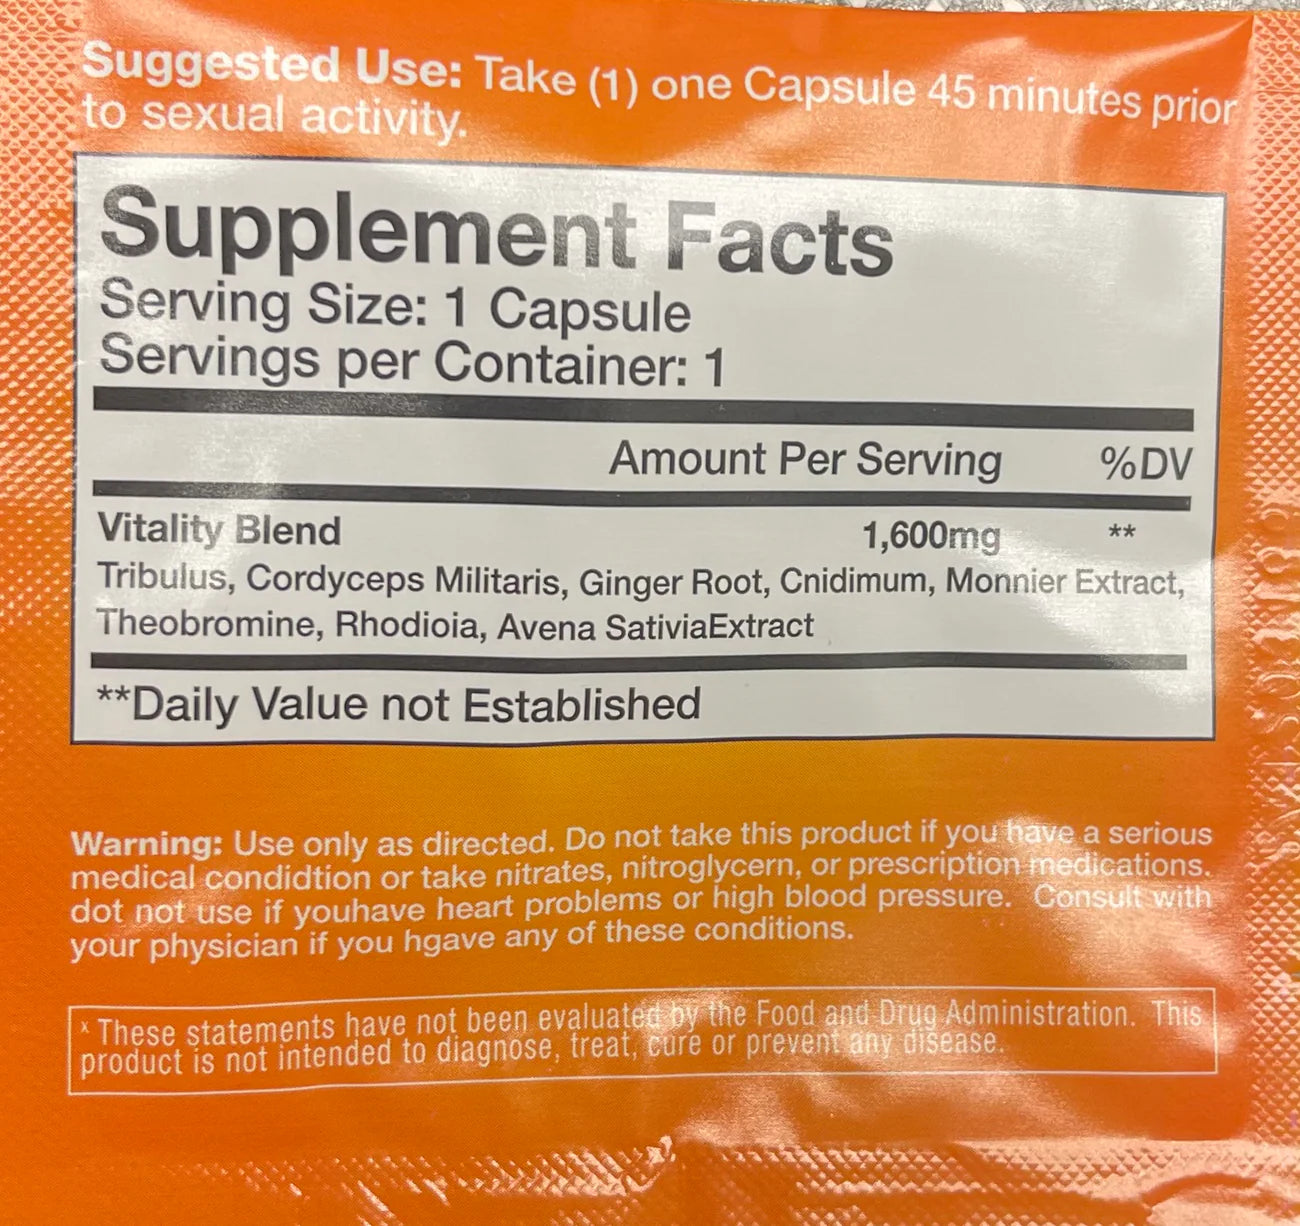 Suggested Use: Take (1) one Capsule 45 minutes prior
to sexual activity.
Supplement Facts
Serving Size: 1 Capsule
Servings per Container: 1
Amount Per Serving %DV
Vitality Blend 1,600mg **
Tribulus, Cordyceps Militaris, Ginger Root, Cnidimum, Monnier Extract,
Theobromine, Rhodioia, Avena SativiaExtract
**Daily Value not Established
Warning: Use only as directed. Do not take this product if you have a serious
medical condidtion or take nitrates, nitroglycern, or prescription medications.
dot not use if youhave heart problems or high blood pressure. Consult with
your physician if you hgave any of these conditions.
x These statements have not been evaluated by the Food and Drug Administration. This
product is not intended to diagnose, treat, cure or prevent any disease.